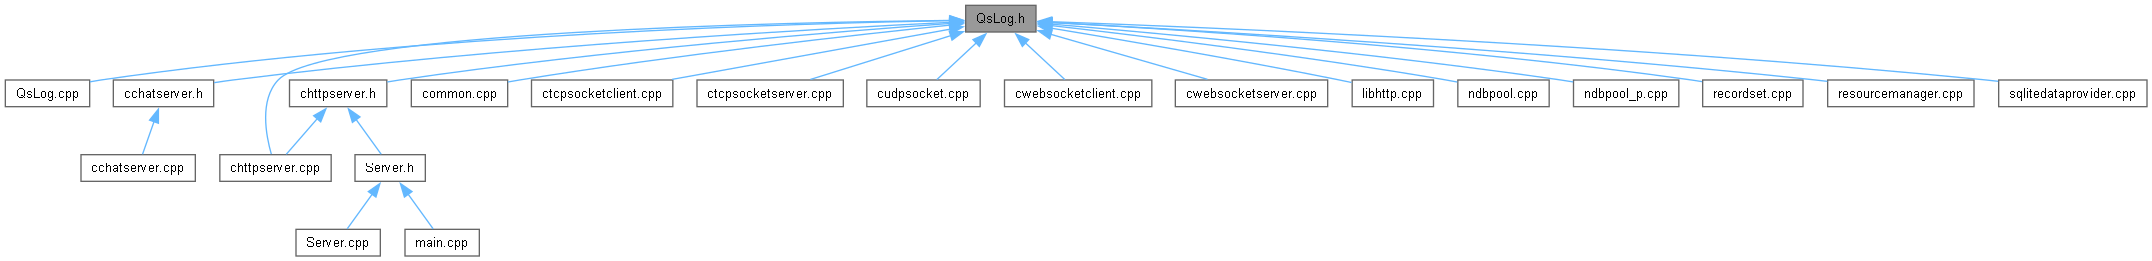 QsLog.h
QsLog.cpp
cchatserver.h
chttpserver.h
common.cpp
ctcpsocketclient.cpp
ctcpsocketserver.cpp
cudpsocket.cpp
cwebsocketclient.cpp
cwebsocketserver.cpp
libhttp.cpp
ndbpool.cpp
ndbpool_p.cpp
recordset.cpp
resourcemanager.cpp
sqlitedataprovider.cpp
cchatserver.cpp
chttpserver.cpp
Server.h
Server.cpp
main.cpp